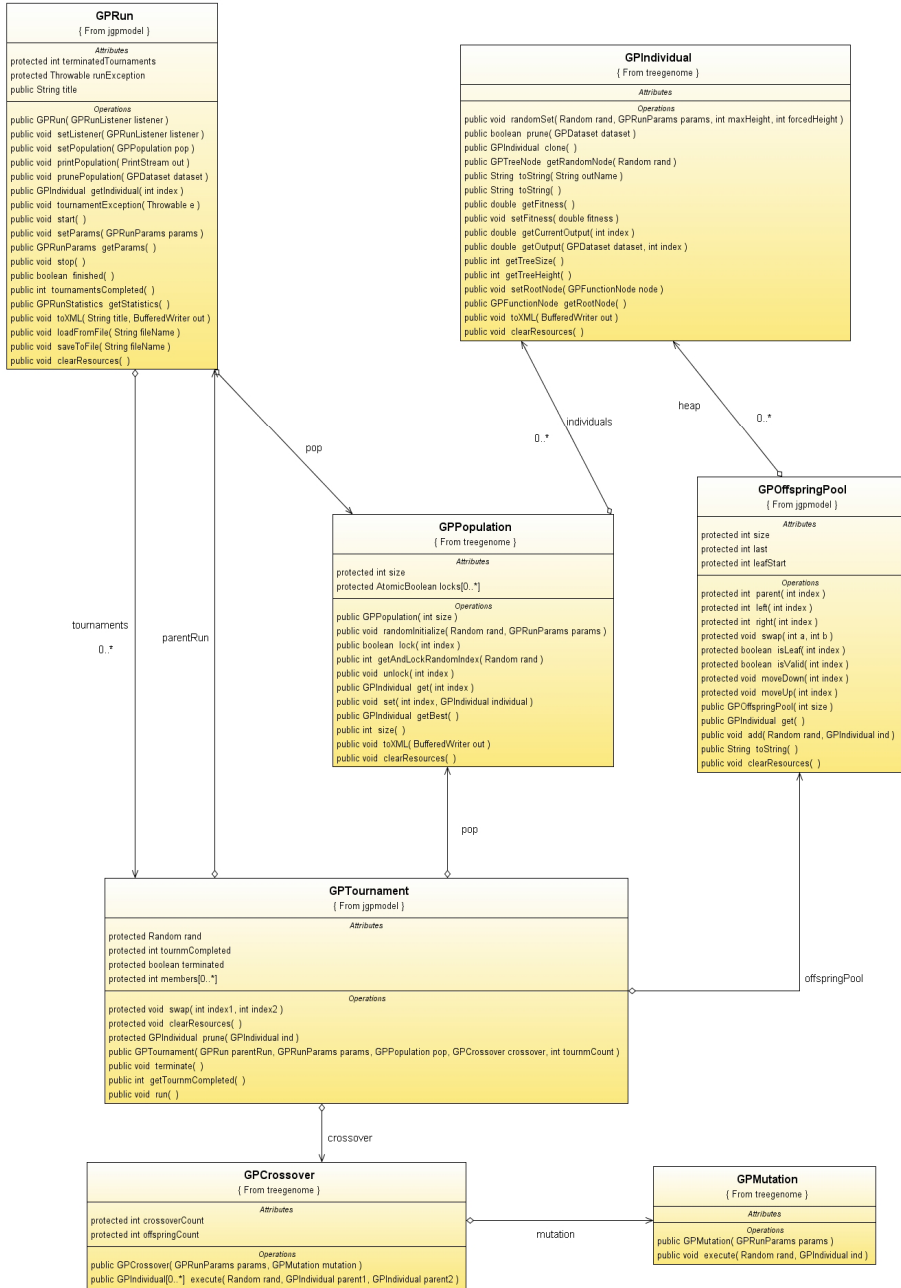 GPRun
{ From jgpmodel }
Attributes
protected int terminatedTournaments
protected Throwable runException
public String title
Operations
public GPRun( GPRunListener listener )
public void setListener( GPRunListener listener )
public void setPopulation( GPPopulation pop )
public void printPopulation( PrintStream out )
public void prunePopulation( GPDataset dataset )
public GPIndividual getIndividual( int index )
public void tournamentException( Throwable e )
public void start( )
public void setParams( GPRunParams params )
public GPRunParams getParams( )
public void stop( )
public boolean finished( )
public int tournamentsCompleted( )
public GPRunStatistics getStatistics( )
public void toXML( String title, BufferedWriter out )
public void loadFromFile( String fileName )
public void saveToFile( String fileName )
public void clearResources( )
GPIndividual
{ From treegenome }
Attributes
Operations
public void randomSet( Random rand, GPRunParams params, int maxHeight, int forcedHeight )
public boolean prune( GPDataset dataset )
public GPIndividual clone( )
public GPTreeNode getRandomNode( Random rand )
public String toString( String outName )
public String toString( )
public double getFitness( )
public void setFitness( double fitness )
public double getCurrentOutput( int index )
public double getOutput( GPDataset dataset, int index )
public int getTreeSize( )
public int getTreeHeight( )
public void setRootNode( GPFunctionNode node )
public GPFunctionNode getRootNode( )
public void toXML( BufferedWriter out )
public void clearResources( )
pop
individuals
0..*
heap
0..*
tournaments
0..*
parentRun
GPPopulation
{ From treegenome }
Attributes
protected int size
protected AtomicBoolean locks[0..*]
Operations
public GPPopulation( int size )
public void randomInitialize( Random rand, GPRunParams params )
public boolean lock( int index )
public int getAndLockRandomIndex( Random rand )
public void unlock( int index )
public GPIndividual get( int index )
public void set( int index, GPIndividual individual )
public GPIndividual getBest( )
public int size( )
public void toXML( BufferedWriter out )
public void clearResources( )
GPOffspringPool
{ From jgpmodel }
Attributes
protected int size
protected int last
protected int leafStart
Operations
protected int parent( int index )
protected int left( int index )
protected int right( int index )
protected void swap( int a, int b )
protected boolean isLeaf( int index )
protected boolean isValid( int index )
protected void moveDown( int index )
protected void moveUp( int index )
public GPOffspringPool( int size )
public GPIndividual get( )
public void add( Random rand, GPIndividual ind )
public String toString( )
public void clearResources( )
pop
offspringPool
GPTournament
{ From jgpmodel }
Attributes
protected Random rand
protected int tournmCompleted
protected boolean terminated
protected int members[0..*]
Operations
protected void swap( int index1, int index2 )
protected void clearResources( )
protected GPIndividual prune( GPIndividual ind )
public GPTournament( GPRun parentRun, GPRunParams params, GPPopulation pop, GPCrossover crossover, int tournmCount )
public void terminate( )
public int getTournmCompleted( )
public void run( )
crossover
GPCrossover
{ From treegenome }
Attributes
protected int crossoverCount
protected int offspringCount
Operations
public GPCrossover( GPRunParams params, GPMutation mutation )
public GPIndividual[0..*] execute( Random rand, GPIndividual parent1, GPIndividual parent2 )
mutation
GPMutation
{ From treegenome }
Attributes
Operations
public GPMutation( GPRunParams params )
public void execute( Random rand, GPIndividual ind )